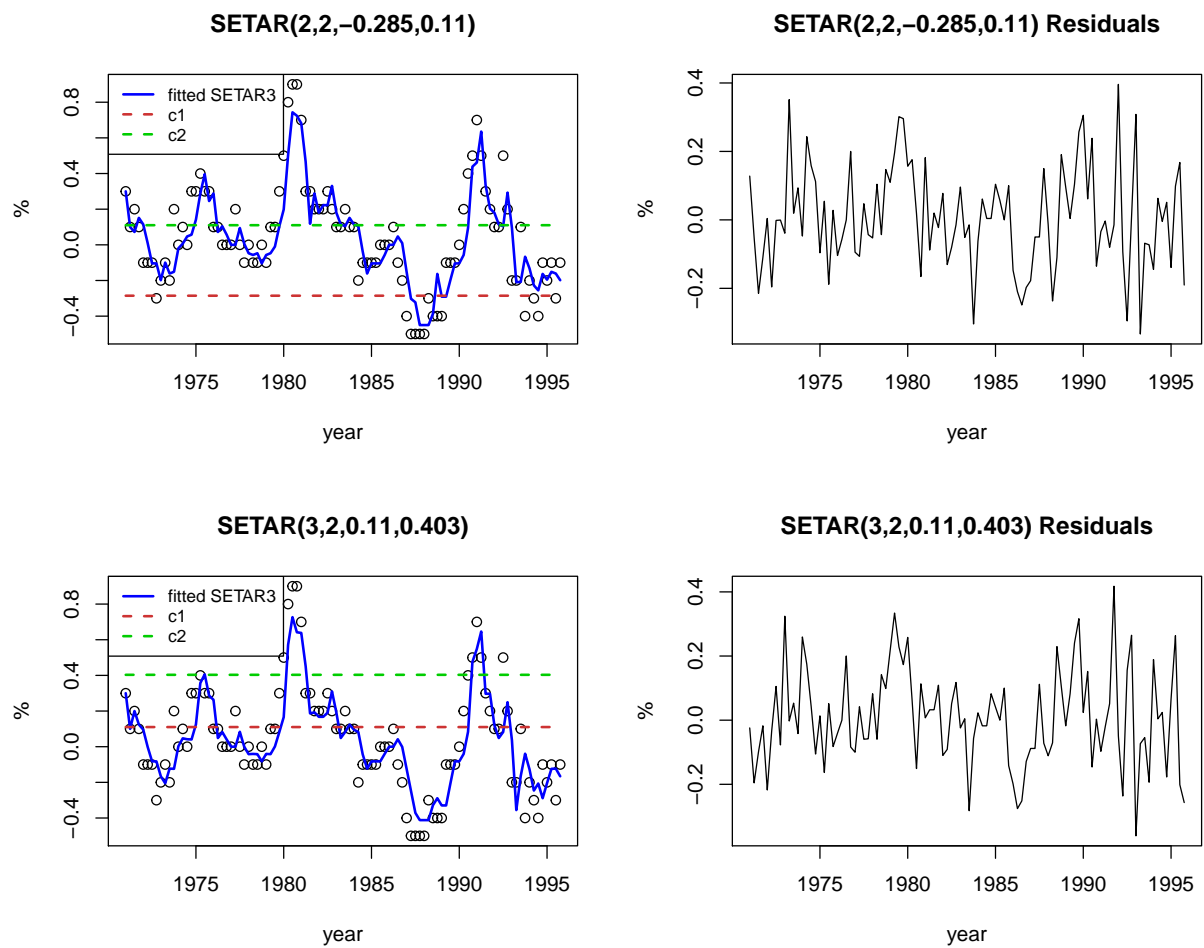 SETAR(2,2,−0.285,0.11)
%
0.8
0.4
0.0
−0.4
fitted SETAR3
c1
c2
1975 1980 1985 1990 1995
year
SETAR(2,2,−0.285,0.11) Residuals
%
0.4
0.2
0.0
−0.2
1975 1980 1985 1990 1995
year
SETAR(3,2,0.11,0.403)
%
0.8
0.4
0.0
−0.4
fitted SETAR3
c1
c2
1975 1980 1985 1990 1995
year
SETAR(3,2,0.11,0.403) Residuals
%
0.4
0.2
0.0
−0.2
1975 1980 1985 1990 1995
year